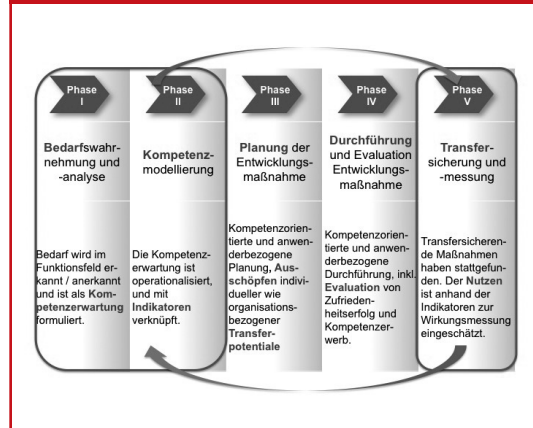 Phase
I
Phase
II
Phase
III
Phase
IV
Phase
V
Bedarfswahr-
nehmung und
-analyse
Kompetenz-
modellierung
Planung der
Entwicklungs-
maßnahme
Durchführung
und Evaluation
Entwicklungs-
maßnahme
Transfer-
sicherung und
-messung
Bedarf wird im
Funktionsfeld er-
kannt / anerkannt
und ist als Kom-
petenzerwartung
formuliert.
Die Kompetenz-
erwartung ist
operationalisiert,
und mit
Indikatoren
verknüpft.
Kompetenzorien-
tierte und anwen-
derbezogene
Planung, Aus-
schöpfen indivi-
dueller wie
organisations-
bezogener
Transfer-
potentiale
Kompetenzorien-
tierte und anwen-
derbezogene
Durchführung, inkl.
Evaluation von
Zufrieden-
heitserfolg und
Kompetenzer-
werb.
Transfersicheren-
de Maßnahmen
haben stattgefun-
den. Der Nutzen
ist anhand der
Indikatoren zur
Wirkungsmessung
eingeschätzt.